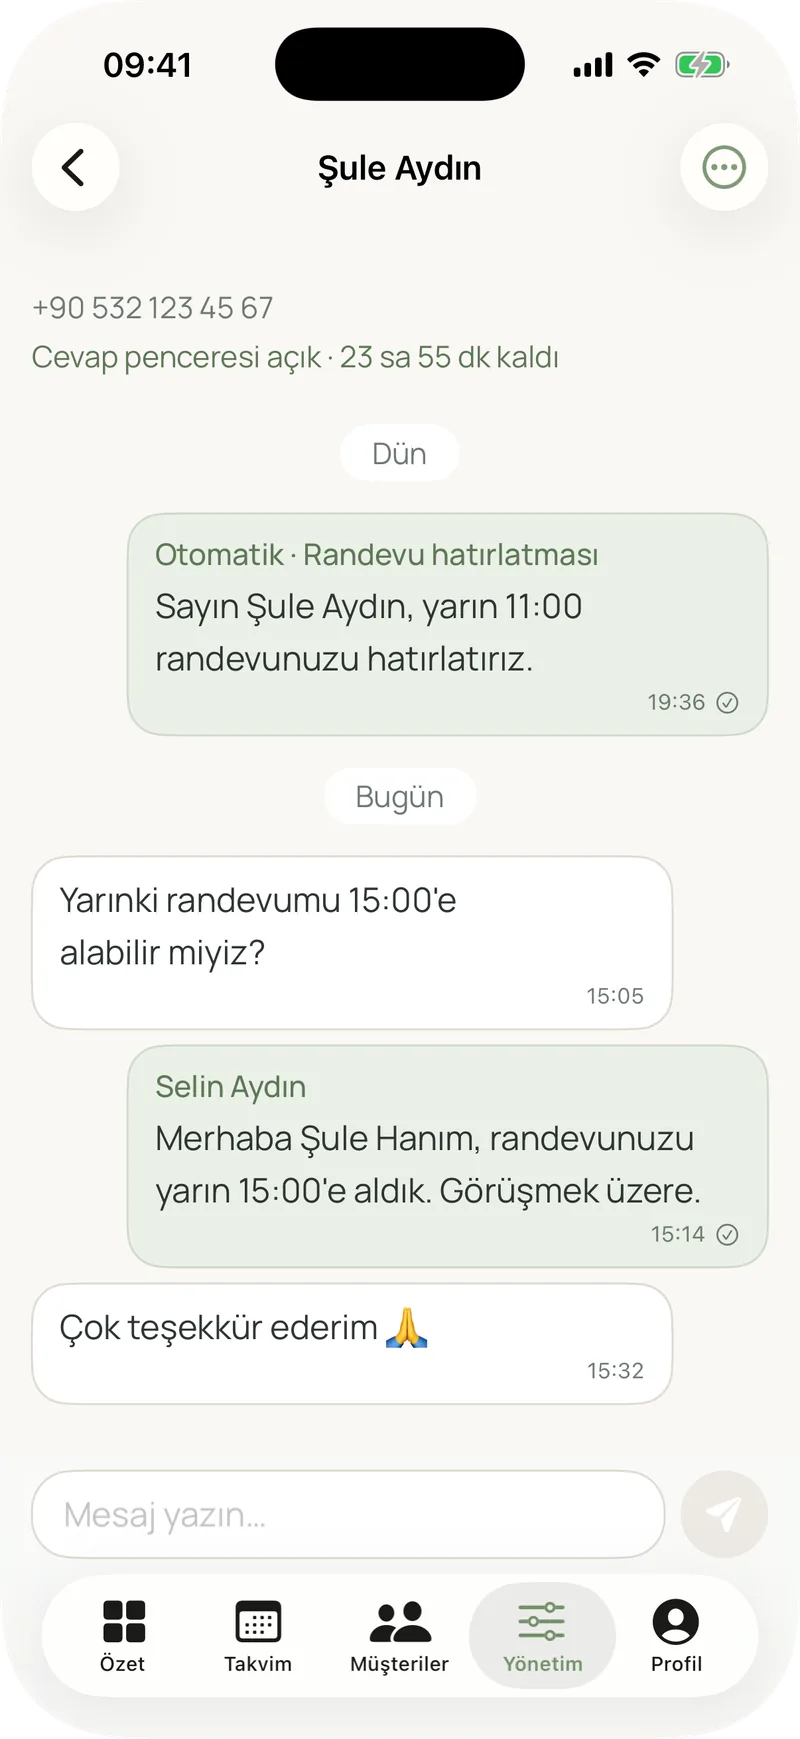 09:41
Şule Aydın
+90 532 123 45 67
Cevap penceresi açık · 23 sa 55 dk kaldı
Dün
Otomatik · Randevu hatırlatması
Sayın Şule Aydın, yarın 11:00
randevunuzu hatırlatırız.
19:36
Bugün
Yarınki randevumu 15:00'e
alabilir miyiz?
15:05
Selin Aydın
Merhaba Şule Hanım, randevunuzu
yarın 15:00'e aldık. Görüşmek üzere.
15:14
Çok teşekkür ederim 🙏
15:32
Mesaj yazın...
Özet
Takvim
Müşteriler
Yönetim
Profil